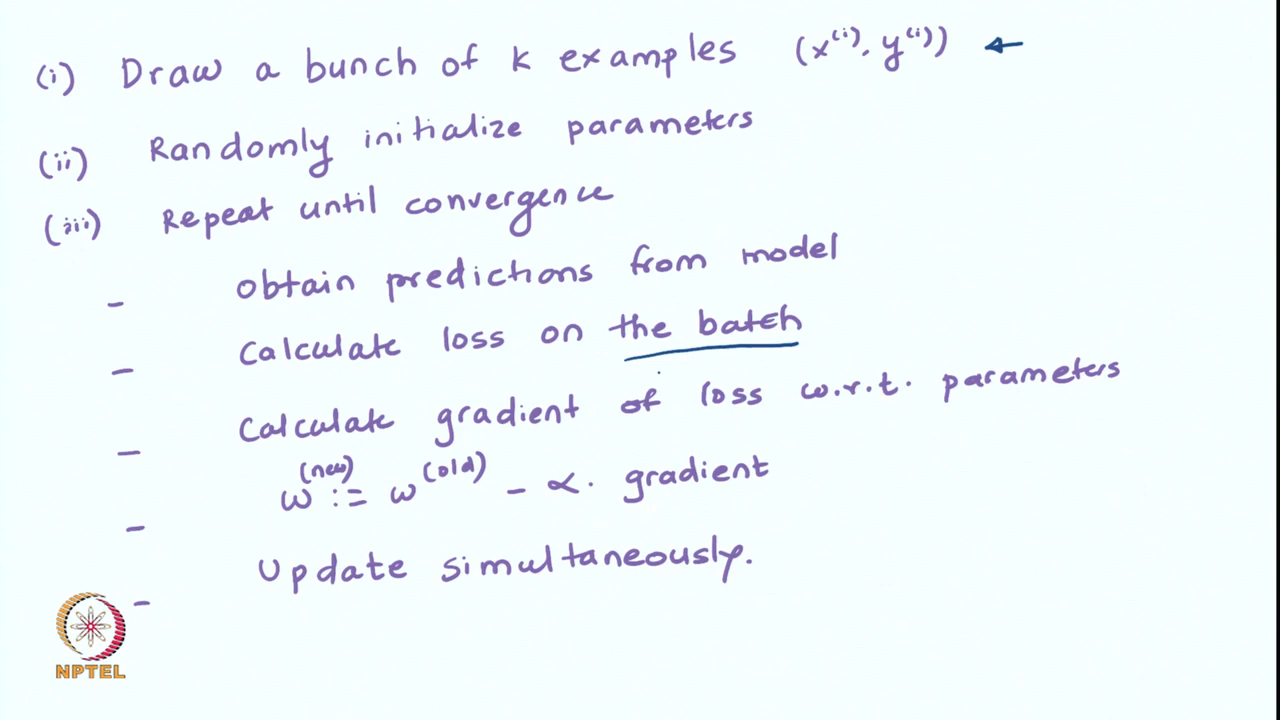 (i) Draw a bunch of k examples (x⁽ⁱ⁾, y⁽ⁱ⁾)) ←
(ii) Randomly initialize parameters
(iii) Repeat until convergence
- obtain predictions from model
- Calculate loss on the batch
- Calculate gradient of loss w.r.t. parameters
- ω⁽ⁿᵉʷ⁾ := ω⁽ᵒˡᵈ⁾ - α. gradient
- Update simultaneously.
NPTEL